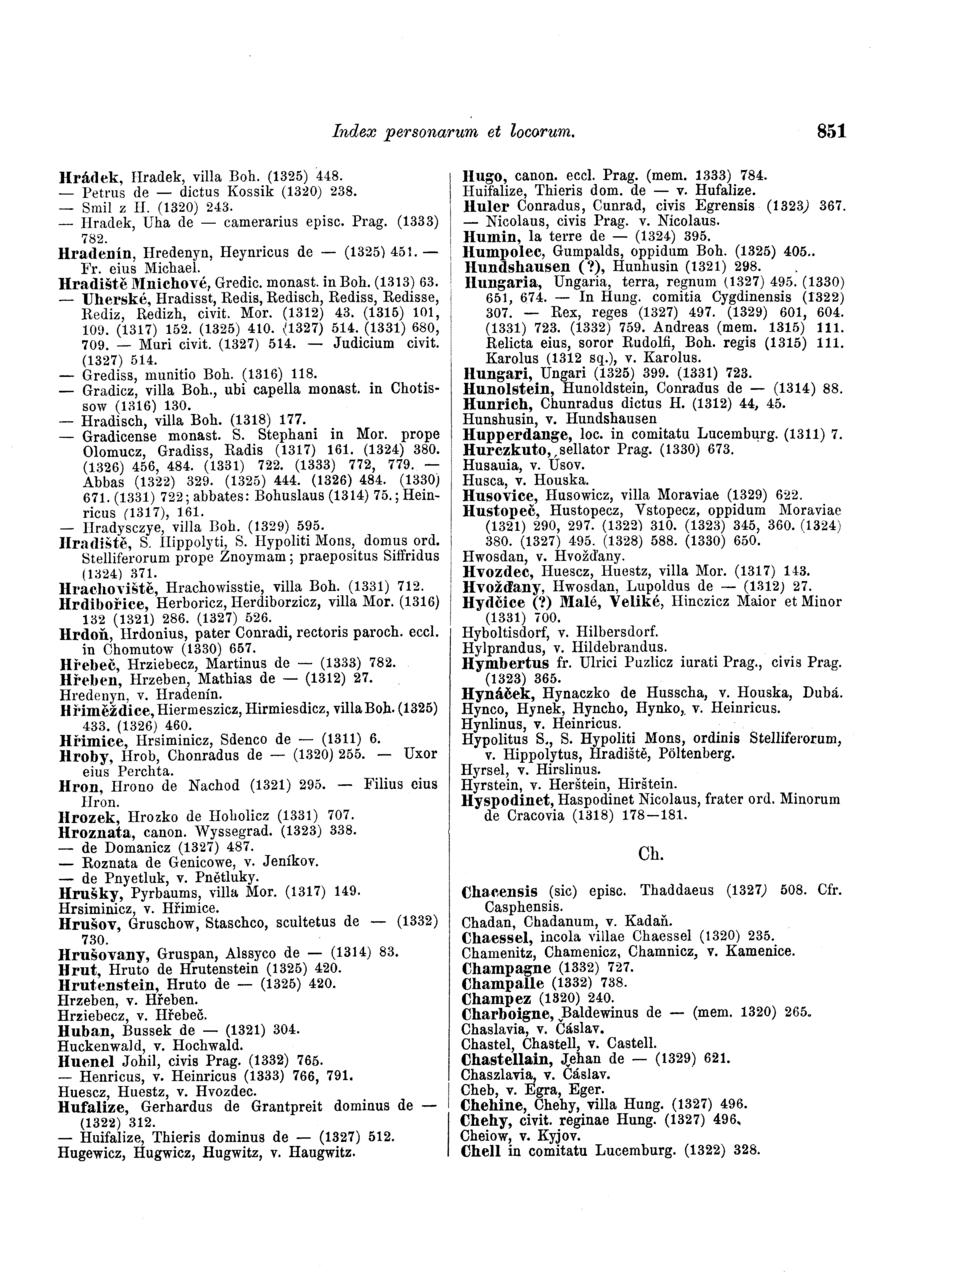 Index personarum et locorum. 851
Hrádek, Hradek, villa Boh. (1325) 448.
— Petrus de — dictus Kossik (1320) 238.
— Smil z H. (1320) 243.
— Hradek, Uha de — camerarius episc. Prag. (1333)
782.
Hradenín, Hredenyn, Heynricus de — (1325) 451. —
Fr. eius Michael.
Hradiště Mnichové, Gredic. monast. in Boh. (1313) 63.
— Uherské, Hradisst, Redis, Redisch, Rediss, Redisse,
Rediz, Redizh, civit. Mor. (1312) 43. (1315) 101,
109. (1317) 152. (1325) 410. (1327) 514. (1331) 680,
709. — Muri civit. (1327) 514. — Judicium civit.
(1327) 514.
— Grediss, munitio Boh. (1316) 118.
— Gradicz, villa Boh., ubi capella monast. in Chotis-
sow (1316) 130.
— Hradisch, villa Boh. (1318) 177.
— Gradicense monast. S. Stephani in Mor. prope
Olomucz, Gradiss, Radis (1317) 161. (1324) 380.
(1326) 456, 484. (1331) 722. (1333) 772, 779. —
Abbas (1322) 329. (1325) 444. (1326) 484. (1330)
671. (1331) 722; abbates: Bohuslaus (1314) 75.; Hein-
ricus (1317), 161.
— Hradysczye, villa Boh. (1329) 595.
Hradiště, S. Hippolyti, S. Hypoliti Mons, domus ord.
Stelliferorum prope Znoymam; praepositus Siffridus
(1324) 371.
Hrachoviště, Hrachowisstie, villa Boh. (1331) 712.
Hrdibořice, Herboricz, Herdiborzicz, villa Mor. (1316)
132 (1321) 286. (1327) 526.
Hrdoň, Hrdonius, pater Conradi, rectoris paroch. eccl.
in Chomutow (1330) 657.
Hřebeč, Hrziebecz, Martinus de — (1333) 782.
Hřeben, Hrzeben, Mathias de — (1312) 27.
Hredenyn, v. Hradenín.
Hřiměždice, Hiermeszicz, Hirmiesdicz, villa Boh. (1325)
433. (1326) 460.
Hřimice, Hrsiminicz, Sdenco de — (1311) 6.
Hroby, Hrob, Chonradus de — (1320) 255. — Uxor
eius Perchta.
Hron, Hrono de Nachod (1321) 295. — Filius eius
Hron.
Hrozek, Hrozko de Hoholicz (1331) 707.
Hroznata, canon. Wyssegrad. (1323) 338.
— de Domanicz (1327) 487.
— Roznata de Genicowe, v. Jeníkov.
— de Pnyetluk, v. Pnětluky.
Hrušky, Pyrbaums, villa Mor. (1317) 149.
Hrsiminicz, v. Hřimice.
Hrušov, Gruschow, Staschco, scultetus de — (1332)
730.
Hrušovany, Gruspan, Alssyco de — (1314) 83.
Hrut, Hruto de Hrutenstein (1325) 420.
Hrutenstein, Hruto de — (1325) 420.
Hrzeben, v. Hřeben.
Hrziebecz, v. Hřebeč.
Huban, Bussek de — (1321) 304.
Huckenwald, v. Hochwald.
Huenel Johil, civis Prag. (1332) 765.
— Henricus, v. Heinricus (1333) 766, 791.
Huescz, Huestz, v. Hvozdec.
Hufalize, Gerhardus de Grantpreit dominus de —
(1322) 312.
— Huifalize, Thieris dominus de — (1327) 512.
Hugewicz, Hugwicz, Hugwitz, v. Haugwitz.
Hugo, canon. eccl. Prag. (mem. 1333) 784.
Huifalize, Thieris dom. de — v. Hufalize.
Huler Conradus, Cunrad, civis Egrensis (1323) 367.
— Nicolaus, civis Prag. v. Nicolaus.
Humin, la terre de — (1324) 395.
Humpolec, Gumpalds, oppidum Boh. (1325) 405..
Hundshausen (?), Hunhusin (1321) 298.
Hungaria, Ungaria, terra, regnum (1327) 495. (1330)
651, 674. — In Hung. comitia Cygdinensis (1322)
307. — Rex, reges (1327) 497. (1329) 601, 604.
(1331) 723. (1332) 759. Andreas (mem. 1315) 111.
Relicta eius, soror Rudolfi, Boh. regis (1315) 111.
Karolus (1312 sq.), v. Karolus.
Hungari, Ungari (1325) 399. (1331) 723.
Hunolstein, Hunoldstein, Conradus de — (1314) 88.
Hunrich, Chunradus dictus H. (1312) 44, 45.
Hunshusin, v. Hundshausen
Hupperdange, loc. in comitatu Lucemburg. (1311) 7.
Hurczkuto, sellator Prag. (1330) 673.
Husauia, v. Úsov.
Husca, v. Houska.
Husovice, Husowicz, villa Moraviae (1329) 622.
Hustopeč, Hustopecz, Vstopecz, oppidum Moraviae
(1321) 290, 297. (1322) 310. (1323) 345, 360. (1324)
380. (1327) 495. (1328) 588. (1330) 650.
Hwosdan, v. Hvožďany.
Hvozdec, Huescz, Huestz, villa Mor. (1317) 143.
Hvožďany, Hwosdan, Lupoldus de — (1312) 27.
Hydčice (?) Malé, Veliké, Hinczicz Maior et Minor
(1331) 700.
Hyboltisdorf, v. Hilbersdorf.
Hylprandus, v. Hildebrandus.
Hymbertus fr. Ulrici Puzlicz iurati Prag., civis Prag.
(1323) 365.
Hynáček, Hynaczko de Husscha, v. Houska, Dubá.
Hynco, Hynek, Hyncho, Hynko, v. Heinricus.
Hynlinus, v. Heinricus.
Hypolitus S., S. Hypoliti Mons, ordinis Stelliferorum,
v. Hippolytus, Hradiště, Pöltenberg.
Hyrsel, v. Hirslinus.
Hyrstein, v. Herštein, Hirštein.
Hyspodinet, Haspodinet Nicolaus, frater ord. Minorum
de Cracovia (1318) 178—181.
Ch.
Chacensis (sic) episc. Thaddaeus (1327) 508. Cfr.
Casphensis.
Chadan, Chadanum, v. Kadaň.
Chaessel, incola villae Chaessel (1320) 235.
Chamenitz, Chamenicz, Chamnicz, v. Kamenice.
Champagne (1332) 727.
Champalle (1332) 738.
Champez (1320) 240.
Charboigne, Baldewinus de — (mem. 1320) 265.
Chaslavia, v. Čáslav.
Chastel, Chastell, v. Castell.
Chastellain, Jehan de — (1329) 621.
Chaszlavia, v. Čáslav.
Cheb, v. Egra, Eger.
Chehine, Chehy, villa Hung. (1327) 496.
Chehy, civit. reginae Hung. (1327) 496.
Cheiow, v. Kyjov.
Chell in comitatu Lucemburg. (1322) 328.